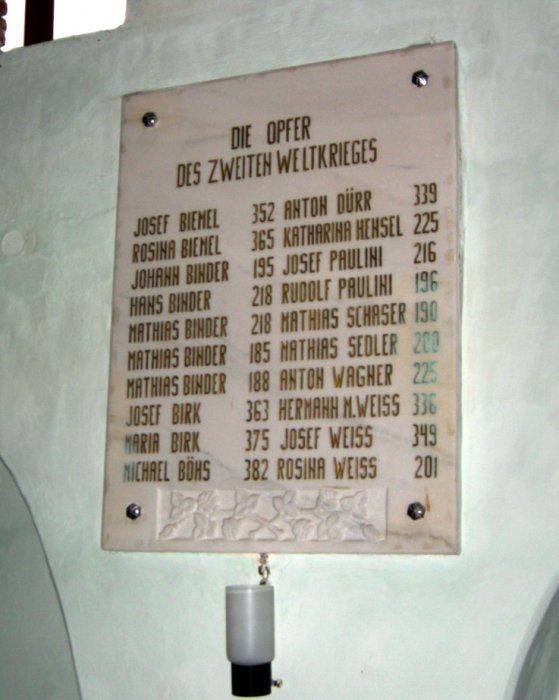 DIE OPFER
DES ZWEITEN WELTKRIEGES
JOSEF BIEMEL 352 ANTON DÜRR 339
ROSINA BIEMEL 365 KATHARINA HENSEL 225
JOHANN BINDER 195 JOSEF PAULINI 216
HANS BINDER 218 RUDOLF PAULINI 196
MATHIAS BINDER 218 MATHIAS SCHASER 190
MATHIAS BINDER 185 MATHIAS SEDLER 200
MATHIAS BINDER 188 ANTON WAGNER 225
JOSEF BIRK 363 HERMANN M.WEISS 336
MARIA BIRK 375 JOSEF WEISS 349
MICHAEL BÖHS 382 ROSINA WEISS 201